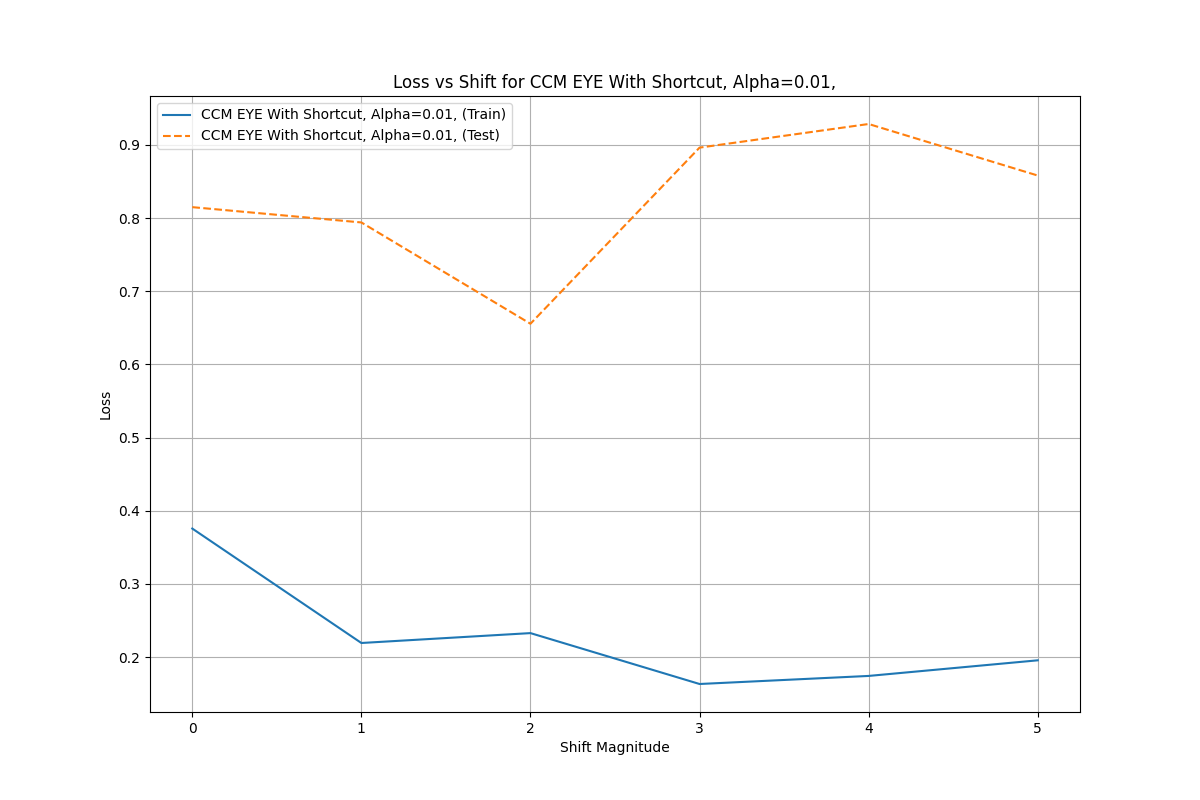 Loss vs Shift for CCM EYE With Shortcut, Alpha=0.01,
CCM EYE With Shortcut, Alpha=0.01, (Train)
CCM EYE With Shortcut, Alpha=0.01, (Test)
0.9
0.8
0.7
0.6
0.5
0.4
0.3
0.2
Loss
0 1 2 3 4 5
Shift Magnitude